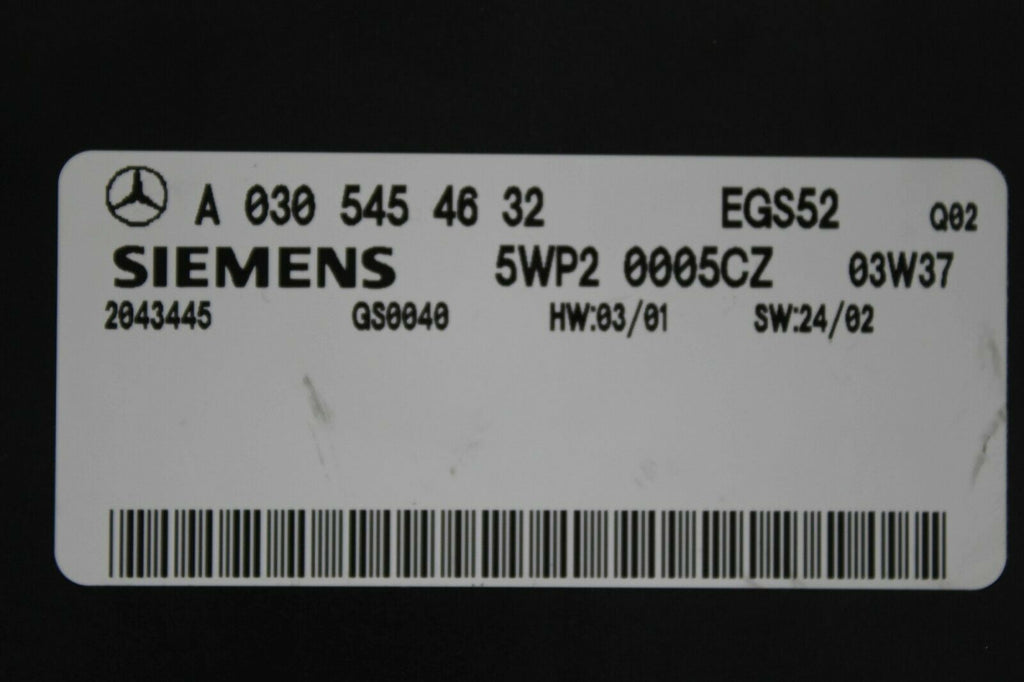 A 030 545 46 32 EGS52 Q02
SIEMENS 5WP2 0005CZ 03W37
2043445 QS0040 HW:03/01 SW:24/02